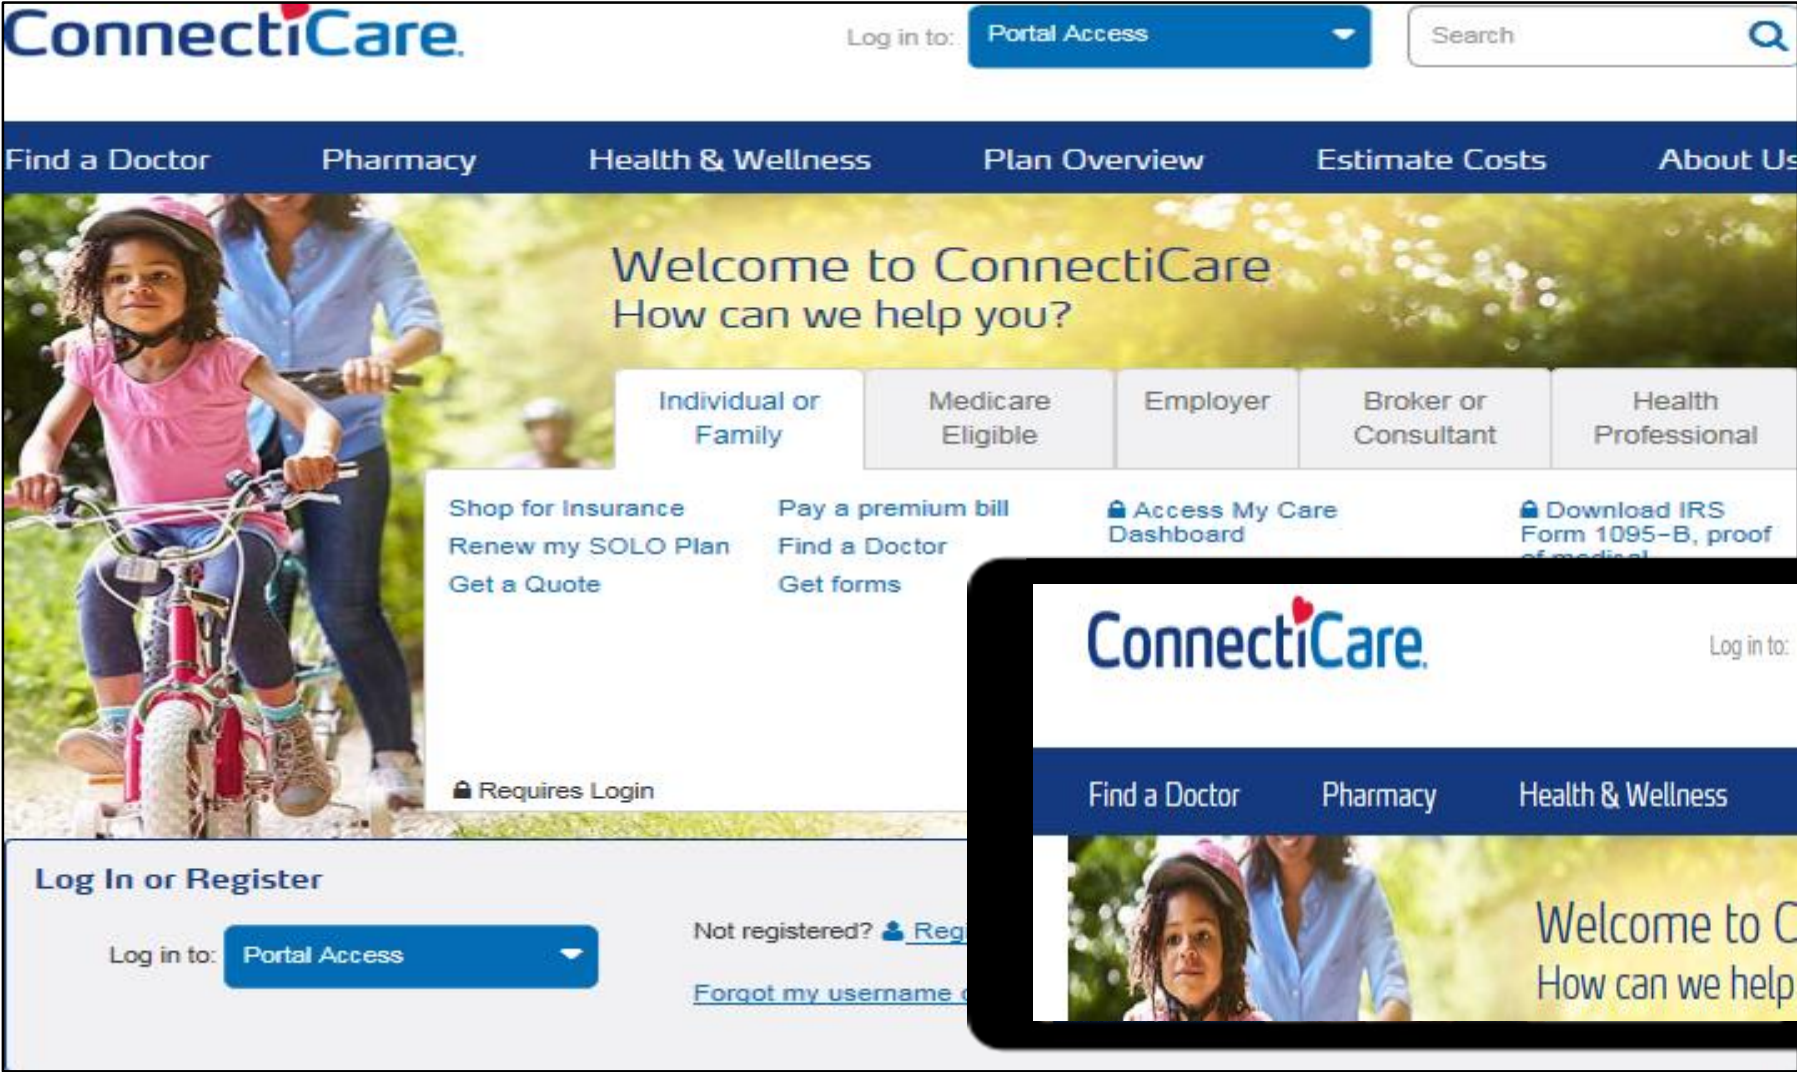 ConnectiCare.
Log in to: Portal Access
Search
Find a Doctor Pharmacy Health & Wellness Plan Overview Estimate Costs About Us
Welcome to ConnectiCare
How can we help you?
Individual or
Family
Medicare
Eligible
Employer
Broker or
Consultant
Health
Professional
Shop for Insurance
Renew my SOLO Plan
Get a Quote
Pay a premium bill
Find a Doctor
Get forms
Access My Care
Dashboard
Download IRS
Form 1095-B, proof
of medical
Requires Login
Log In or Register
Log in to: Portal Access
Not registered? Reg
Forgot my username
ConnectiCare.
Log in to:
Find a Doctor Pharmacy Health & Wellness
Welcome to C
How can we help